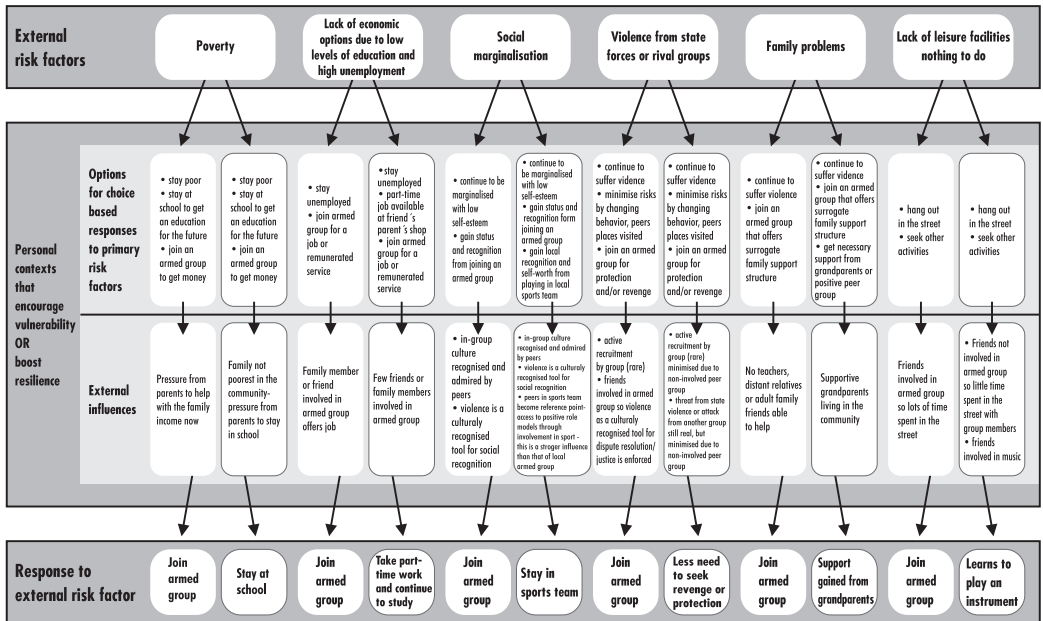 External
risk factors
Poverty
Lack of economic
options due to low
levels of education and
high unemployment
Social
marginalisation
Violence from state
forces or rival groups
Family problems
Lack of leisure facilities
nothing to do
Personal
contexts
that
encourage
vulnerability
OR
boost
resilience
Options
for choice
based
responses
to primary
risk
factors
• stay poor
• stay at
school to get
an education
for the future
• join an
armed group
to get money
• stay poor
• stay at
school to get
an education
for the future
• join an
armed group
to get money
• stay
unemployed
• join armed
group for a
job or
remunerated
service
•stay
unemployed
• part-time
job available
at friend ´s
parent´s shop
• join armed
group for a
job or
remunerated
service
• continue to be
marginalised
with low
self-esteem
• gain status
and recognition
from joining an
armed group
• continue to
be marginalised
with low
self-esteem
• gain status and
recognition form
joining an
armed group
• gain local
recognition and
self-worth from
playing in local
sports team
• continue to
suffer vidence
• minimise risks
by changing
behavior, peers
places visited
• join an armed
group for
protection
and/or revenge
• continue to
suffer vidence
• minimise risks
by changing
behavior, peers
places visited
• join an armed
group for
protection
and/or revenge
• continue to
suffer violence
• join an
armed group
that offers
surrogate
family support
structure
• continue to
suffer vidence
• join an armed
group that offers
surrogate
family support
structure
• get necessary
support from
grandparents or
positive peer
group
• hang out
in the street
• seek other
activities
• hang out
in the street
• seek other
activities
External
influences
Pressure from
parents to help
with the family
income now
Family not
poorest in the
community-
pressure from
parents to stay
in school
Family member
or friend
involved in
armed group
offers job
Few friends or
family members
involved in
armed group
• in-group
culture
recognised and
admired by
peers
• violence is a
culturaly
recognised
tool for social
recognition
• in-group culture
recognised and admired
by peers
• violence is a culturaly
recognised tool for
social recognition
• peers in sports team
become reference point-
access to positive role
models through
involvement in sport -
this is a stroger influence
than that of local
armed group
• active
recruitment
by group (rare)
• friends
involved in armed
group so violence
as a culturaly
recognised tool for
dispute resolution/
justice is enforced
• active
recruitment by
group (rare)
minimised due to
non-involved peer
group
• threat from state
violence or attack
from another group
still real, but
minimised due to
non-involved peer
group
No teachers,
distant relatives
or adult family
friends able
to help
Supportive
grandparents
living in the
community
Friends
involved in
armed group
so lots of time
spent in the
street
• Friends not
involved in
armed group
so little time
spent in the
street with
group members
• friends
involved in music
Response to
external risk factor
Join
armed
group
Stay at
school
Join
armed
group
Take part-
time work
and continue
to study
Join
armed
group
Stay in
sports team
Join
armed
group
Less need
to seek
revenge or
protection
Join
armed
group
Support
gained from
grandparents
Join
armed
group
Learns to
play an
instrument